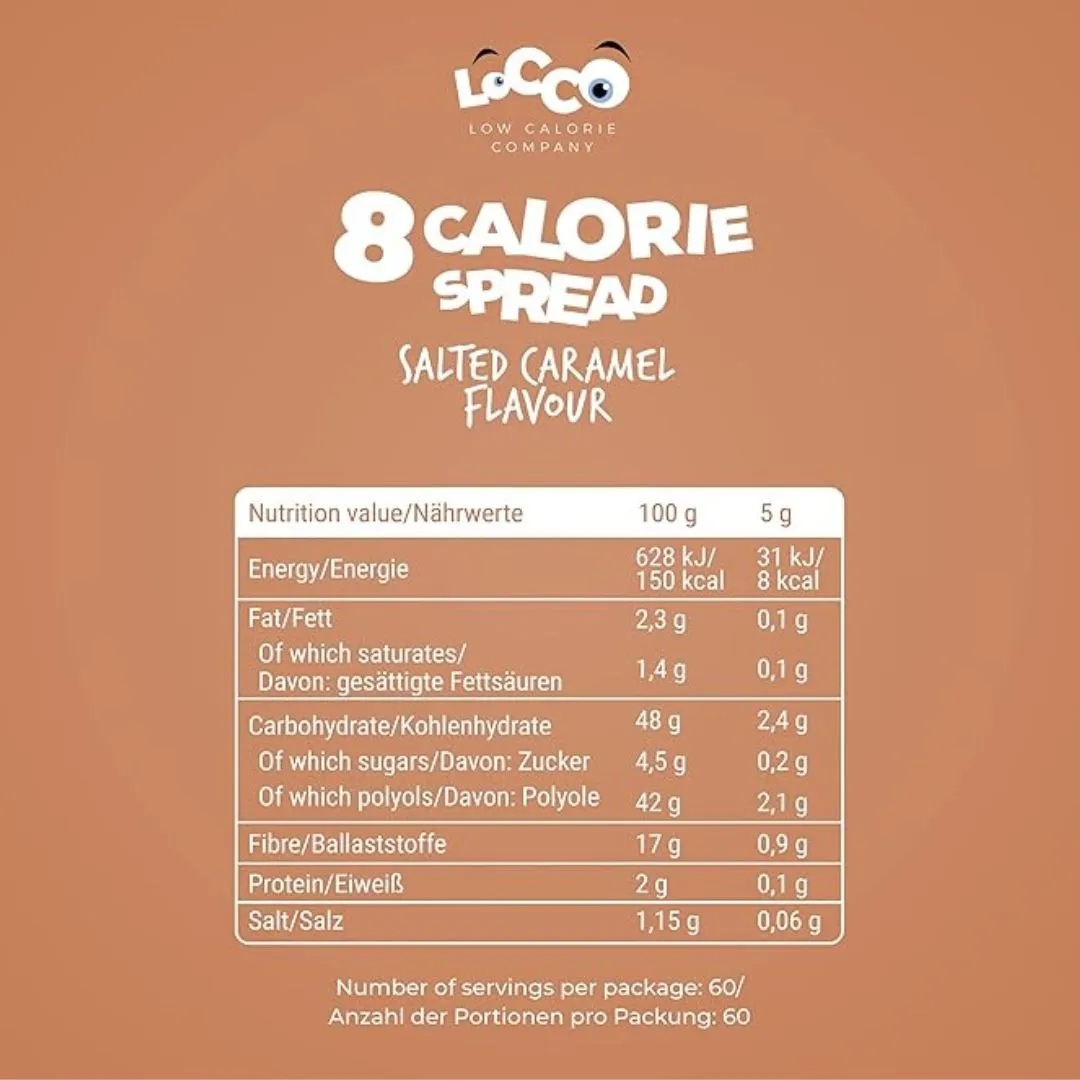 LOCCO
LOW CALORIE
COMPANY
8 CALORIE
SPREAD
SALTED CARAMEL
FLAVOUR
Nutrition value/Nährwerte 100 g 5 g
Energy/Energie 628 kJ/ 150 kcal 31 kJ/ 8 kcal
Fat/Fett 2,3 g 0,1 g
Of which saturates/
Davon: gesättigte Fettsäuren 1,4 g 0,1 g
Carbohydrate/Kohlenhydrate 48 g 2,4 g
Of which sugars/Davon: Zucker 4,5 g 0,2 g
Of which polyols/Davon: Polyole 42 g 2,1 g
Fibre/Ballaststoffe 17 g 0,9 g
Protein/Eiweiß 2 g 0,1 g
Salt/Salz 1,15 g 0,06 g
Number of servings per package: 60/
Anzahl der Portionen pro Packung: 60